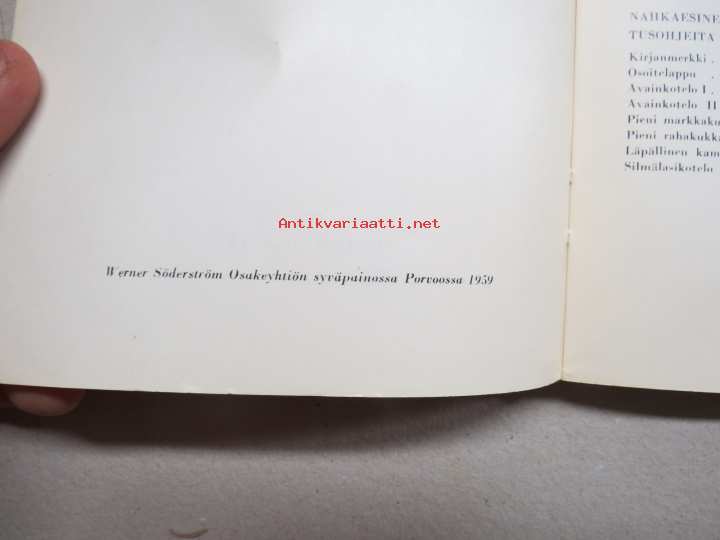 Antikvariaatti.net
Werner Söderström Osakeyhtiön syväpainossa Porvoossa 1959
NAHKAESINE
TUSOHJEITA
Kirjanmerkki .
Osoitelappu .
Avainkotelo I .
Avainkotelo II
Pieni markkaku
Pieni rahakukka
Läpällinen kam
Silmälasikotelo